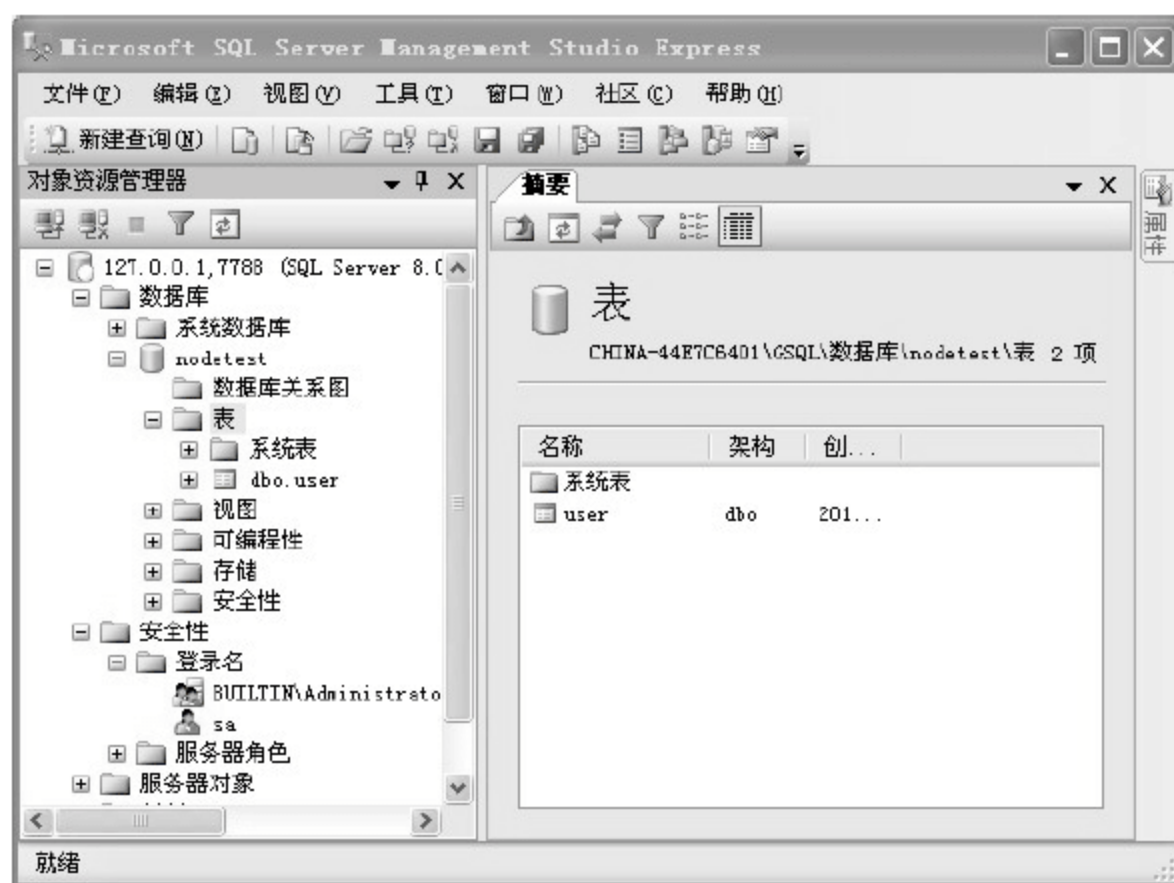 Microsoft SQL Server Management Studio Express
文件(F) 编辑(E) 视图(V) 工具(T) 窗口(W) 社区(C) 帮助(H)
新建查询(N)
对象资源管理器
摘要
127.0.0.1,7788 (SQL Server 8.0
数据库
系统数据库
nodetest
数据库关系图
表
系统表
dbo.user
视图
可编程性
存储
安全性
安全性
登录名
BUILTIN\Administrato
sa
服务器角色
服务器对象
表
CHINA-44E7C6401\GSQL\数据库\nodetest\表 2 项
名称 架构 创...
系统表
user dbo 201...
就绪